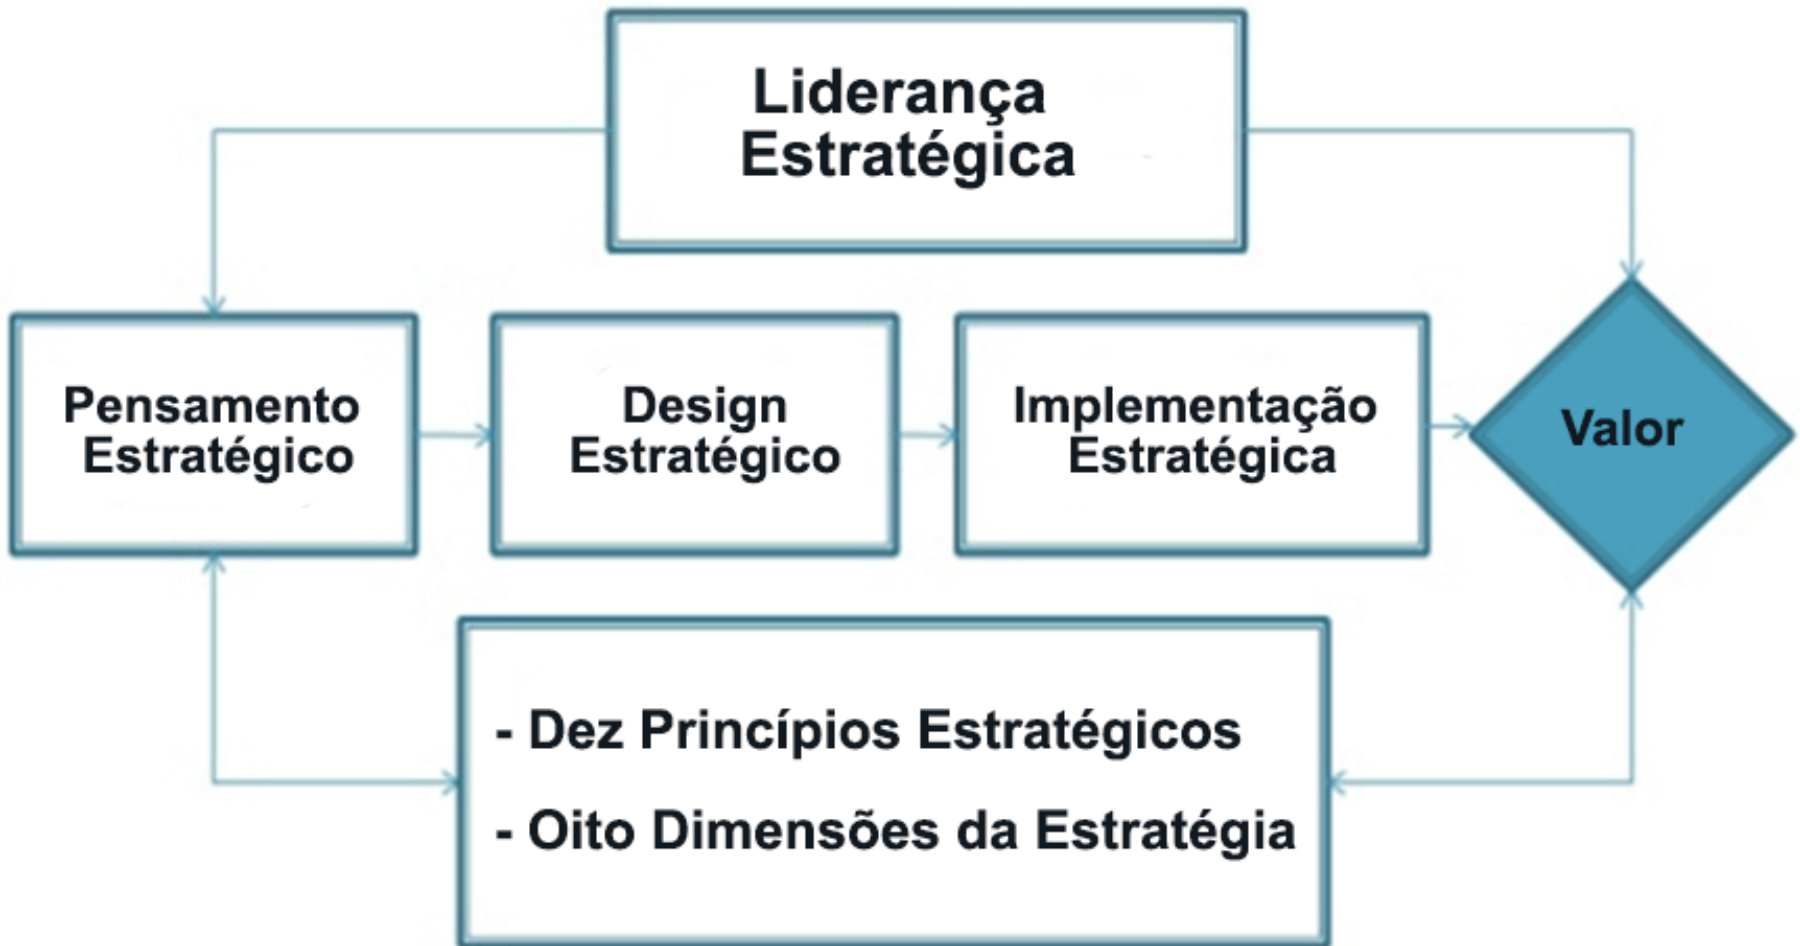 Liderança
Estratégica
Pensamento
Estratégico
Design
Estratégico
Implementação
Estratégica
Valor
- Dez Princípios Estratégicos
- Oito Dimensões da Estratégia